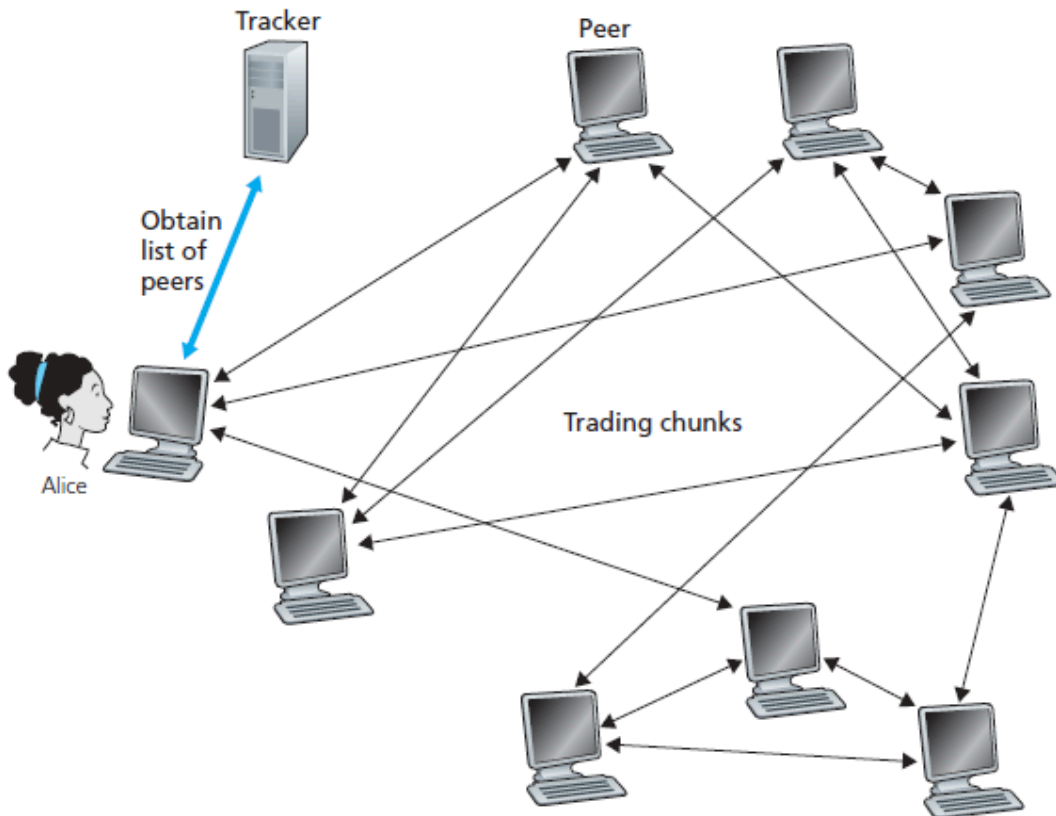 Tracker
Peer
Obtain
list of
peers
Trading chunks
Alice